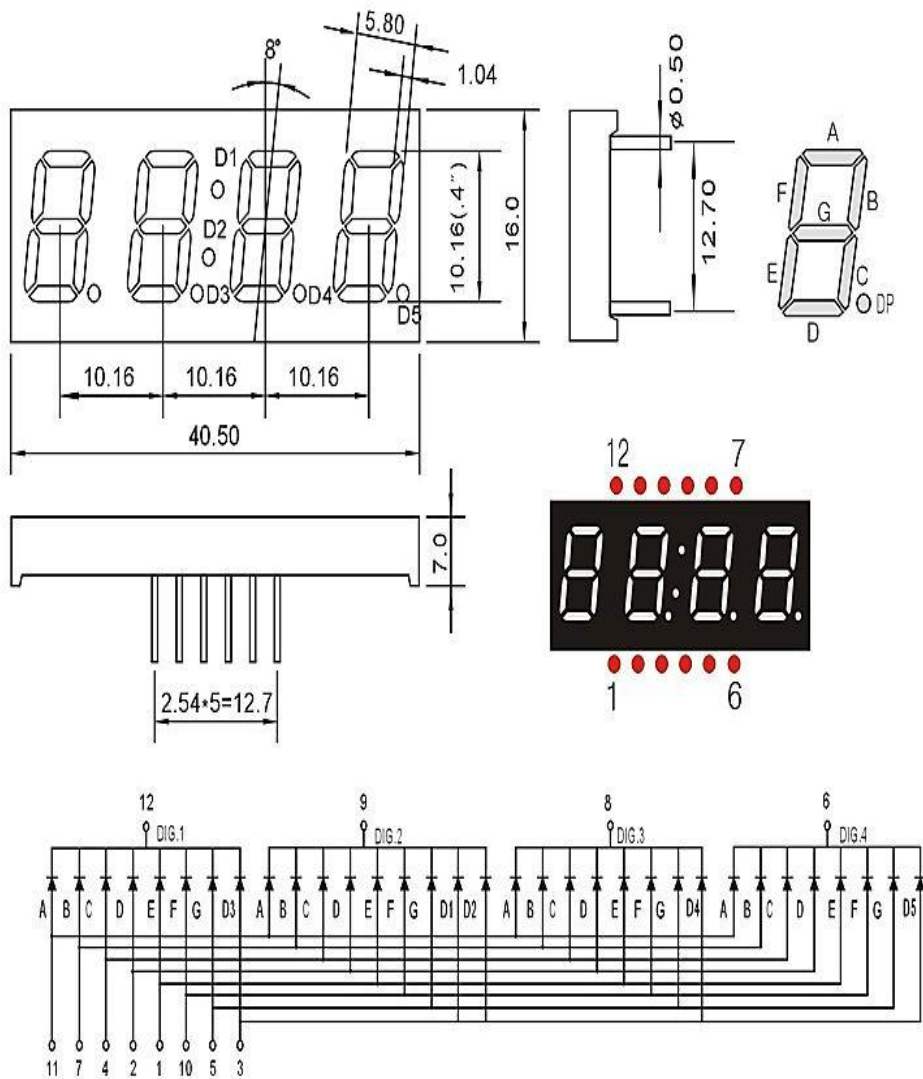 5.80
8°
1.04
D1
D2
D3
D4
D5
10.16(.4")
16.0
10.16
10.16
10.16
40.50
ø0.50
12.70
A
F
B
G
E
C
DP
D
7.0
2.54*5=12.7
12
7
1
6
12
9
8
6
DIG.1
DIG.2
DIG.3
DIG.4
A B C D E F G D3 A B C D E F G D1 D2 A B C D E F G D4 A B C D E F G D5
11 7 4 2 1 10 5 3